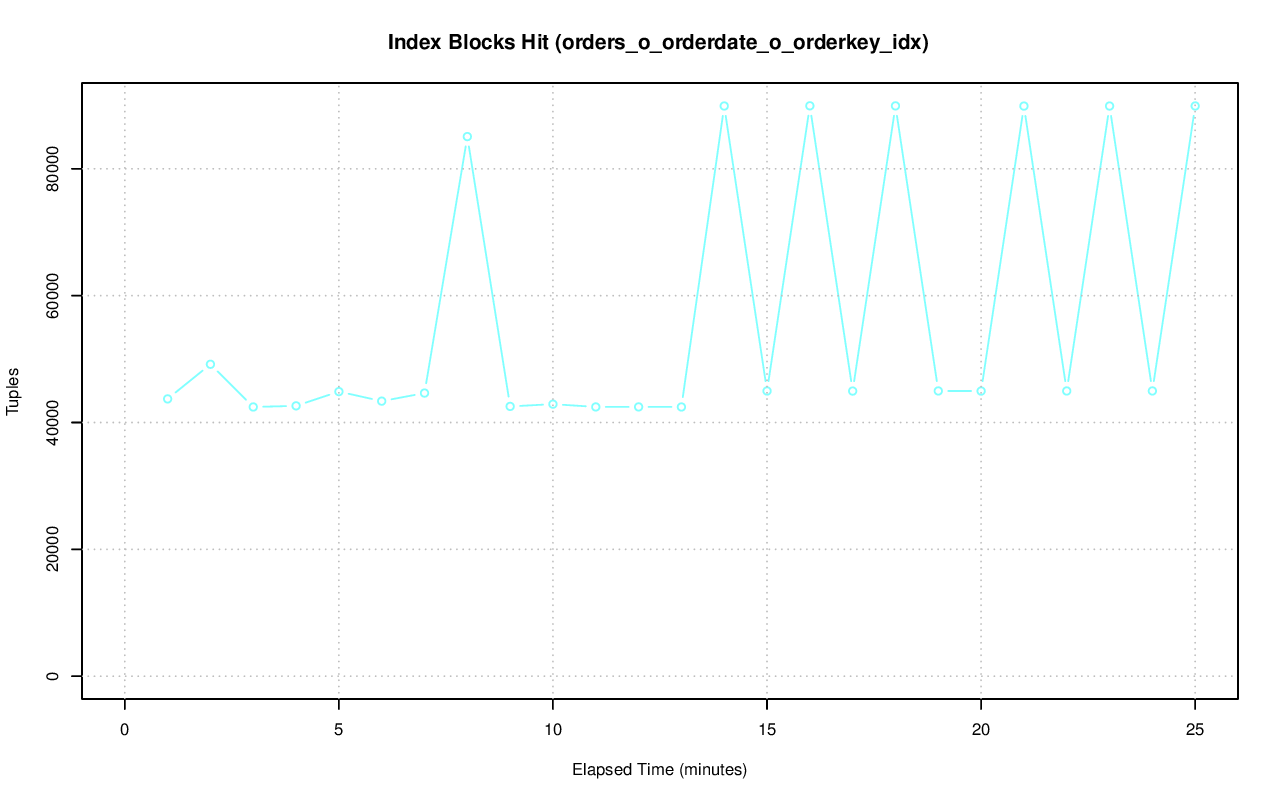 Index Blocks Hit (orders_o_orderdate_o_orderkey_idx)
Tuples
80000
60000
40000
20000
0
0 5 10 15 20 25
Elapsed Time (minutes)